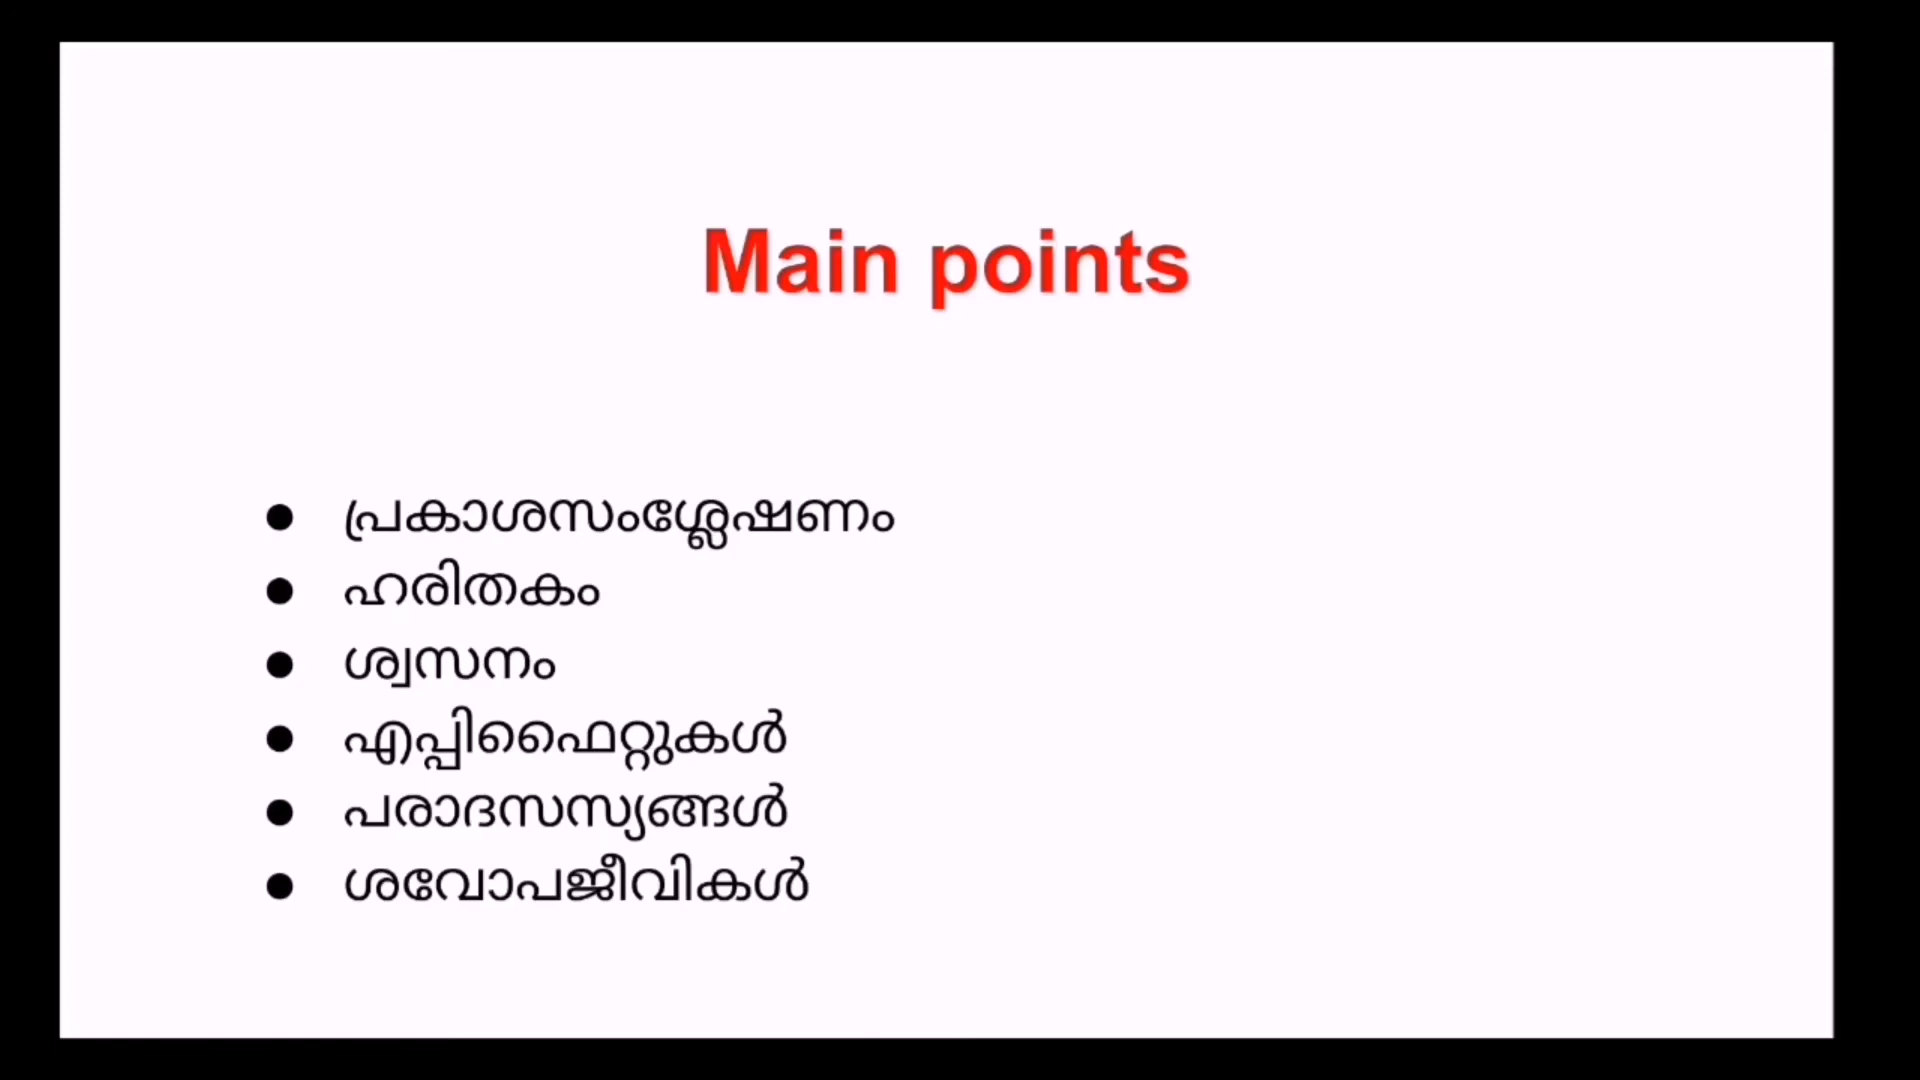 Main points
● പ്രകാശസംശ്ലേഷണം
● ഹരിതകം
● ശ്വസനം
● എപ്പിഫൈറ്റുകൾ
● പരാദസസ്യങ്ങൾ
● ശവോപജീവികൾ